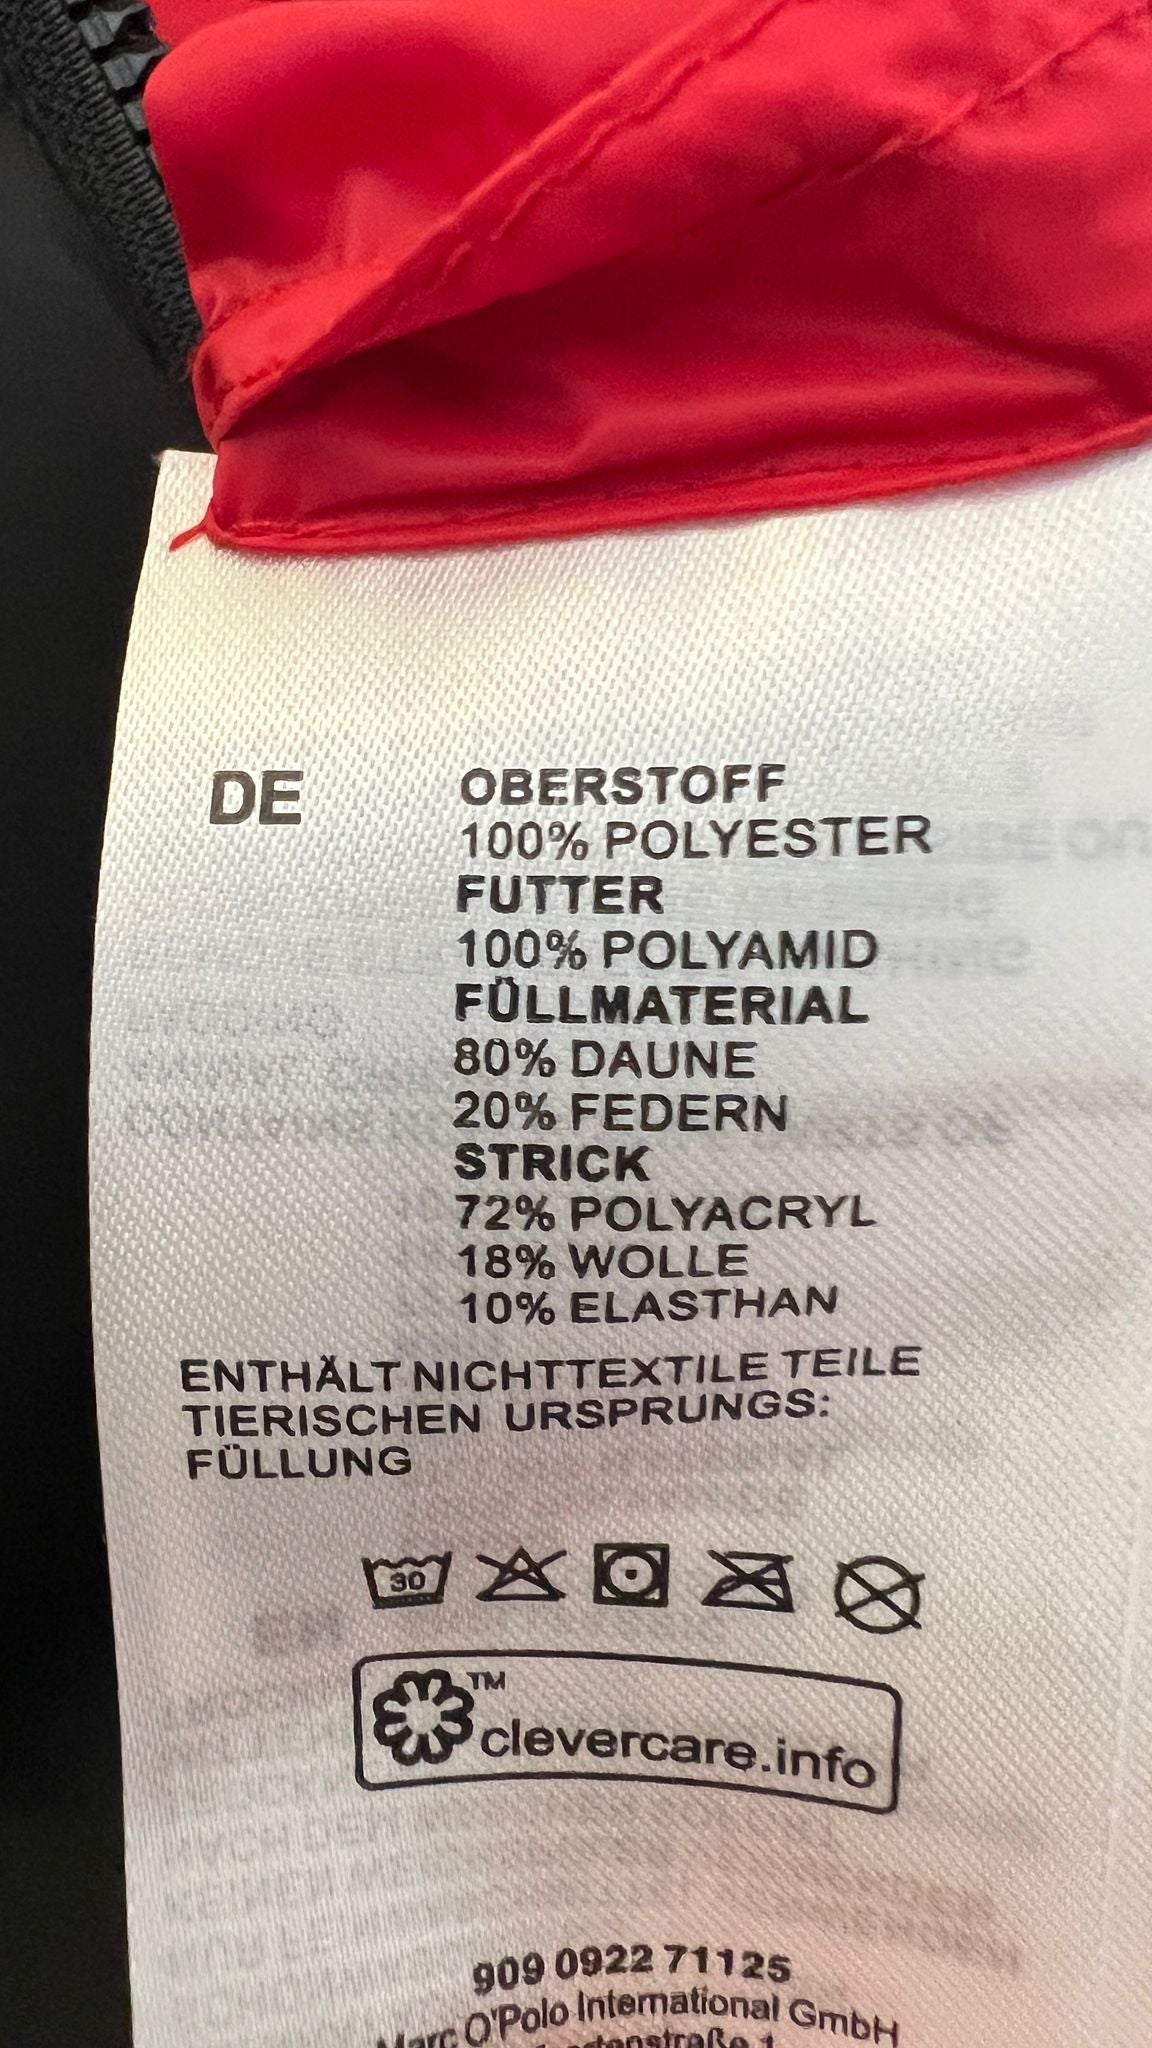 DE
OBERSTOFF
100% POLYESTER
FUTTER
100% POLYAMID
FÜLLMATERIAL
80% DAUNE
20% FEDERN
STRICK
72% POLYACRYL
18% WOLLE
10% ELASTHAN
ENTHÄLT NICHTTEXTILE TEILE
TIERISCHEN URSPRUNGS:
FÜLLUNG
30
TM
clevercare.info
909 0922 71125
Marc O'Polo International GmbH